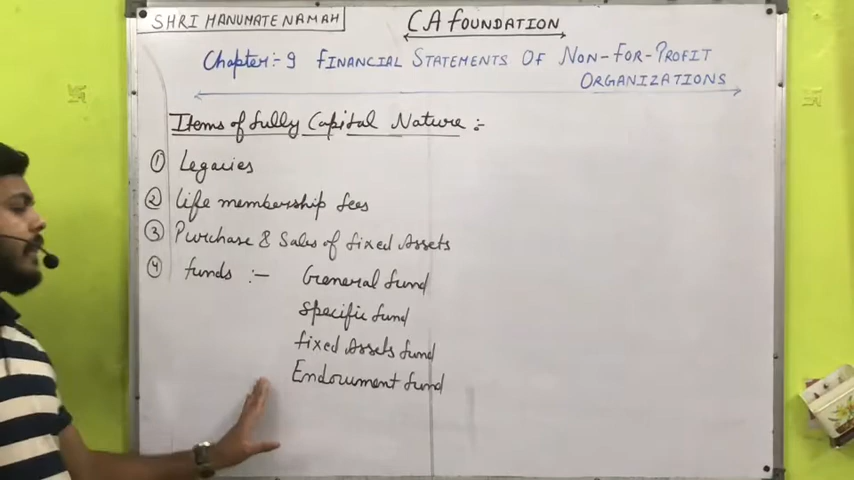 SHRI HANUMATE NAMAH
CA FOUNDATION
Chapter:- 9 FINANCIAL STATEMENTS OF NON-FOR-PROFIT
ORGANIZATIONS
Items of fully Capital Nature :-
① Legacies
② Life membership fees
③ Purchase & Sales of fixed Assets
④ funds :- General fund
Specific fund
fixed Assets fund
Endowment fund